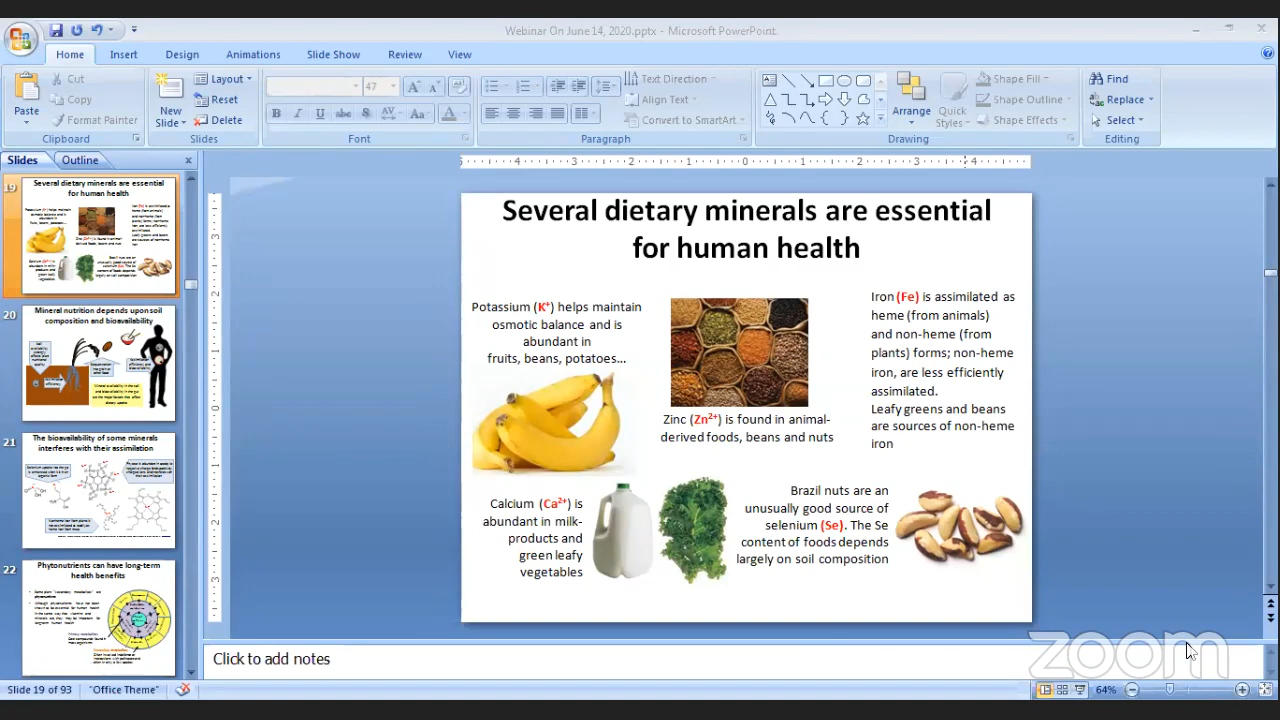 Webinar On June 14, 2020.pptx - Microsoft PowerPoint
Home Insert Design Animations Slide Show Review View
Paste
Cut
Copy
Format Painter
Clipboard
New
Slide
Layout
Reset
Delete
Slides
47
B I U abc S AV Aa A
Font
Text Direction
Align Text
Convert to SmartArt
Paragraph
Arrange
Quick
Styles
Shape Fill
Shape Outline
Shape Effects
Drawing
Find
Replace
Select
Editing
Slides Outline
19
Several dietary minerals are essential
for human health
20
Mineral nutrition depends upon soil
composition and bioavailability
21
The bioavailability of some minerals
interferes with their assimilation
22
Phytonutrients can have long-term
health benefits
Several dietary minerals are essential
for human health
Potassium (K+) helps maintain
osmotic balance and is
abundant in
fruits, beans, potatoes...
Zinc (Zn2+) is found in animal-
derived foods, beans and nuts
Iron (Fe) is assimilated as
heme (from animals)
and non-heme (from
plants) forms; non-heme
iron, are less efficiently
assimilated.
Leafy greens and beans
are sources of non-heme
iron
Calcium (Ca2+) is
abundant in milk-
products and
green leafy
vegetables
Brazil nuts are an
unusually good source of
selenium (Se). The Se
content of foods depends
largely on soil composition
Click to add notes
zoom
Slide 19 of 93 "Office Theme" 64%